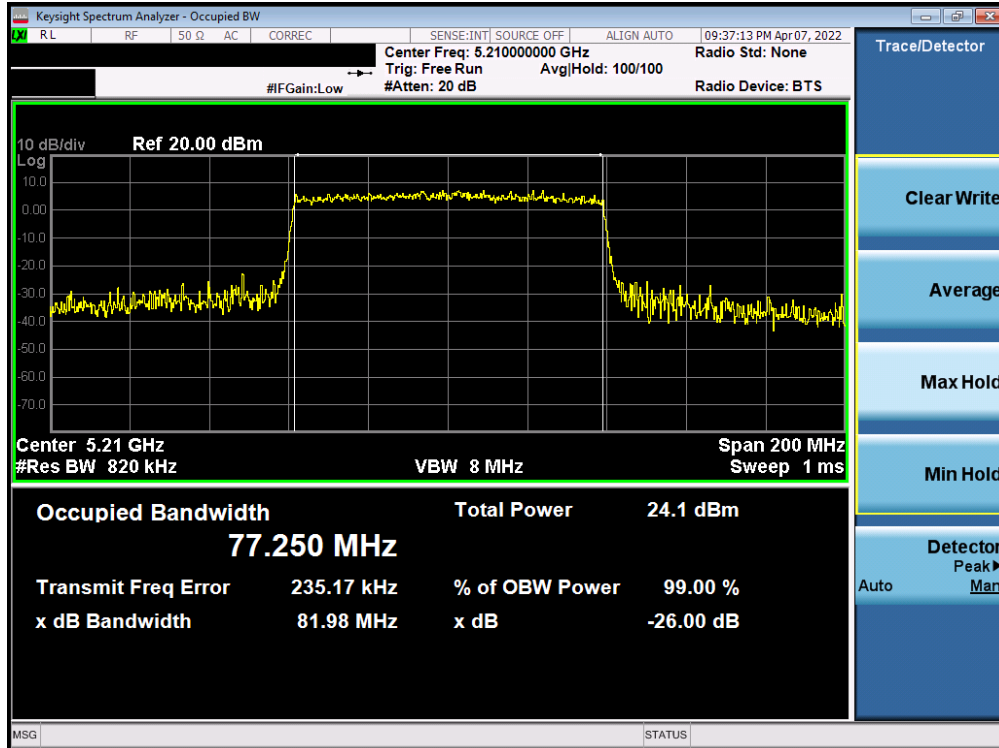 Keysight Spectrum Analyzer - Occupied BW
LXI RL RF 50 Ω AC CORREC SENSE:INT SOURCE OFF ALIGN AUTO 09:37:13 PM Apr 07, 2022
Center Freq: 5.210000000 GHz Radio Std: None
Trig: Free Run Avg|Hold: 100/100
#IFGain:Low #Atten: 20 dB Radio Device: BTS
10 dB/div Ref 20.00 dBm
Log
10.0
0.00
-10.0
-20.0
-30.0
-40.0
-50.0
-60.0
-70.0
Center 5.21 GHz Span 200 MHz
#Res BW 820 kHz VBW 8 MHz Sweep 1 ms
Occupied Bandwidth Total Power 24.1 dBm
77.250 MHz
Transmit Freq Error 235.17 kHz % of OBW Power 99.00 %
x dB Bandwidth 81.98 MHz x dB -26.00 dB
MSG STATUS
Trace/Detector
Clear Write
Average
Max Hold
Min Hold
Detector
Peak▶
Auto Man